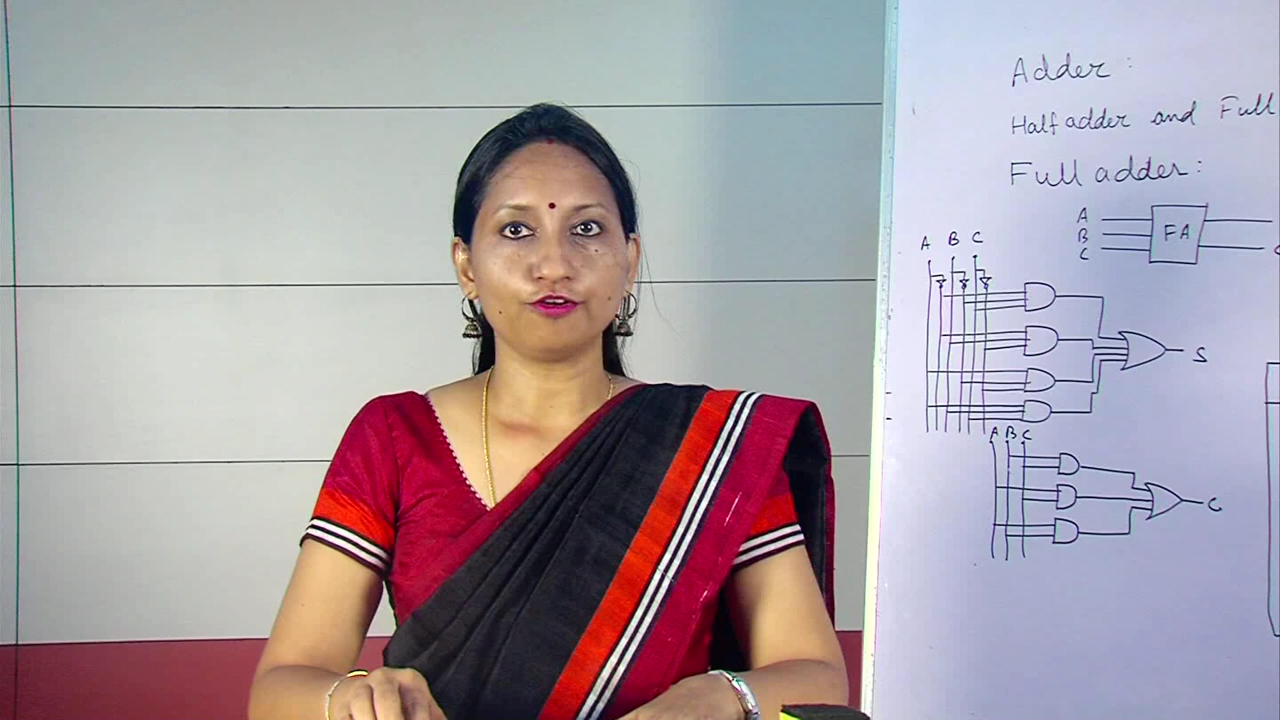 Adder :
Half adder and Full
Full adder :
A
B
C
FA
A B C
S
A B C
C